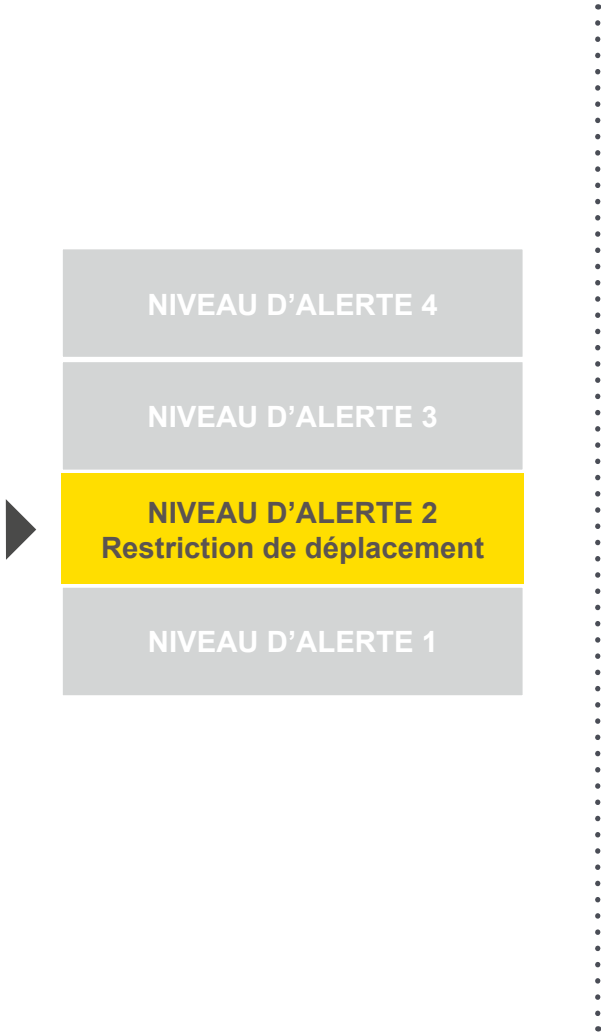 NIVEAU D’ALERTE 4
NIVEAU D’ALERTE 3
NIVEAU D’ALERTE 2
Restriction de déplacement
NIVEAU D’ALERTE 1